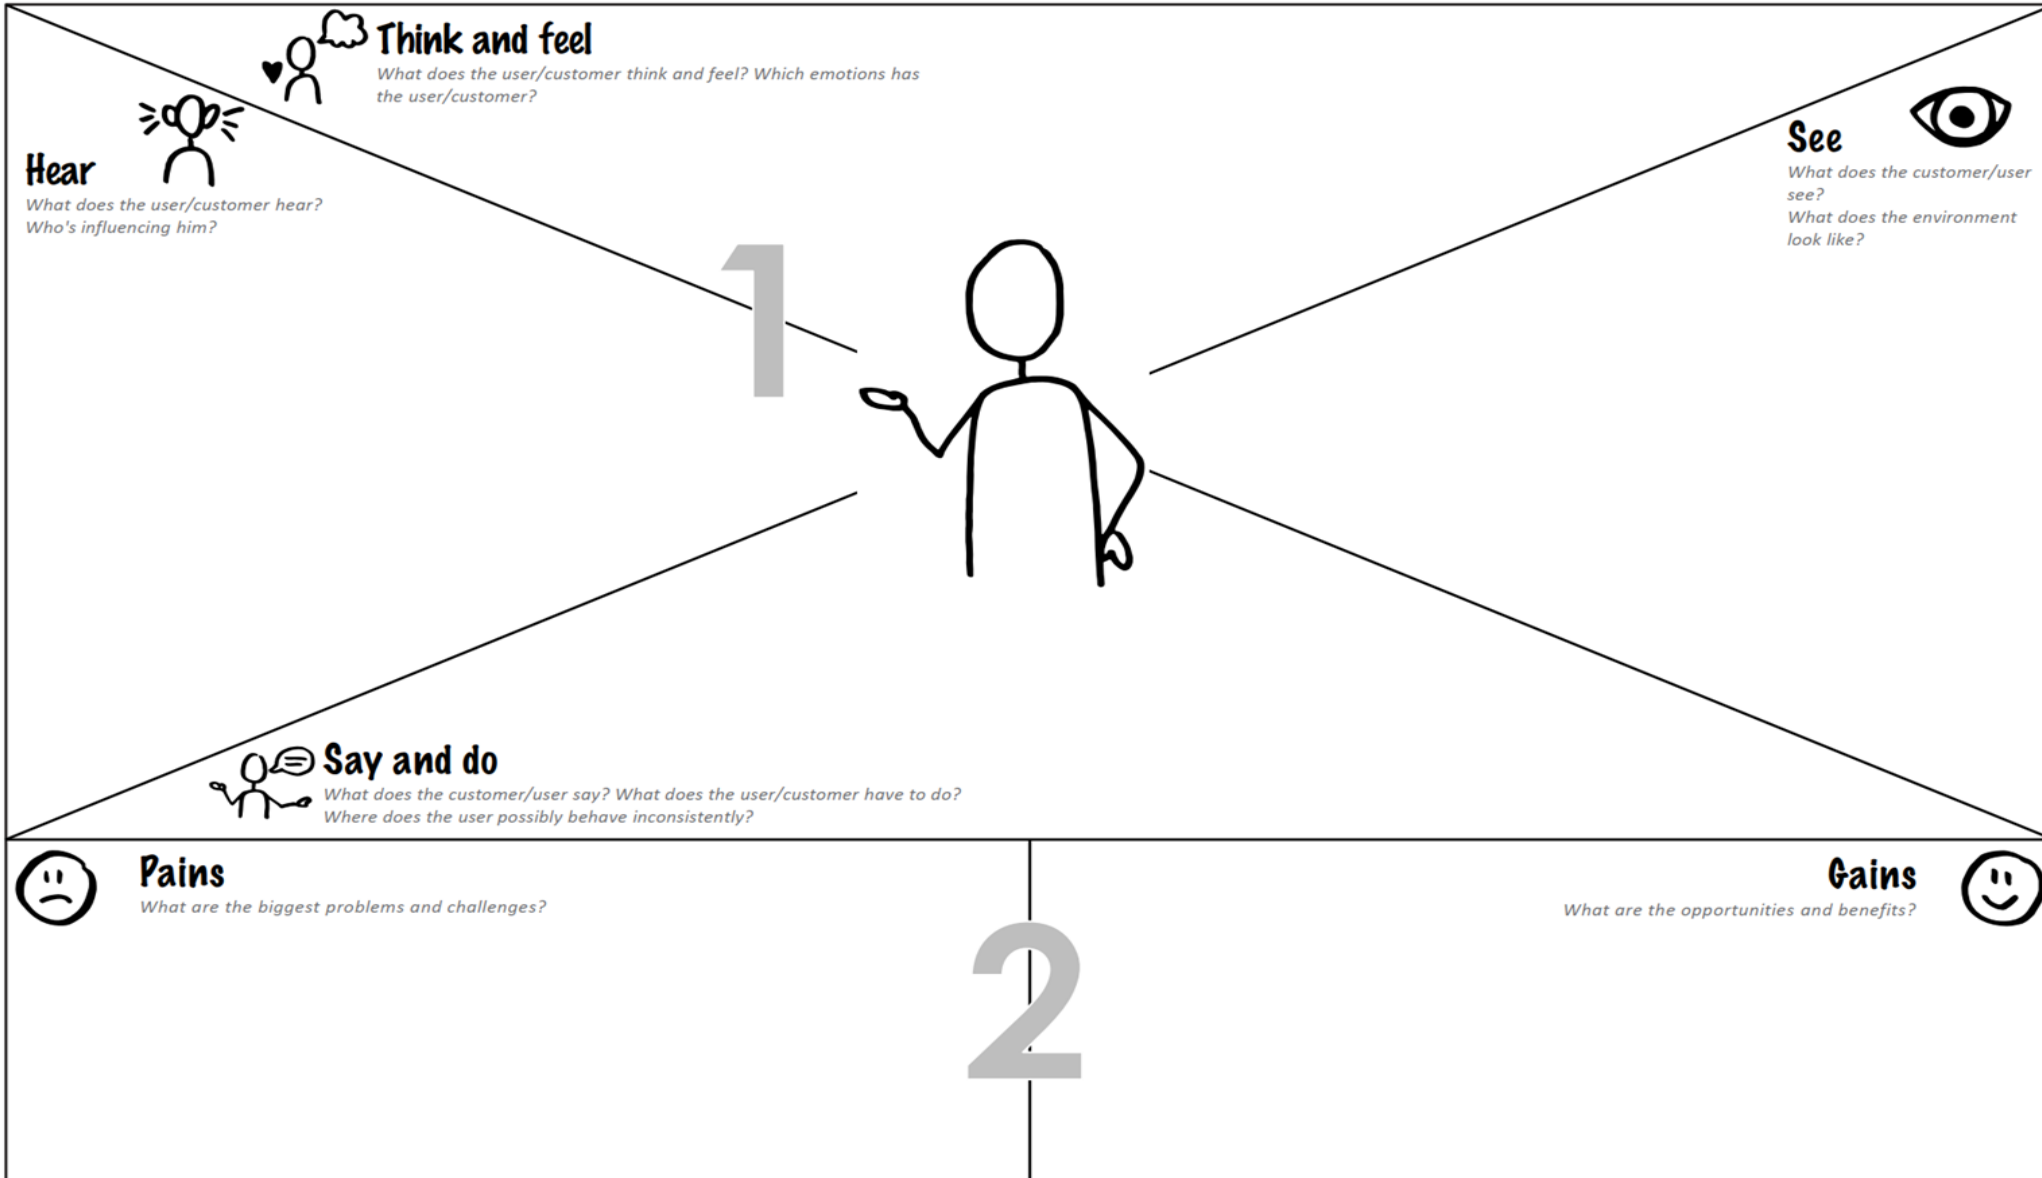 Think and feel
What does the user/customer think and feel? Which emotions has
the user/customer?
Hear
What does the user/customer hear?
Who's influencing him?
See
What does the customer/user
see?
What does the environment
look like?
1
Say and do
What does the customer/user say? What does the user/customer have to do?
Where does the user possibly behave inconsistently?
Pains
What are the biggest problems and challenges?
Gains
What are the opportunities and benefits?
2